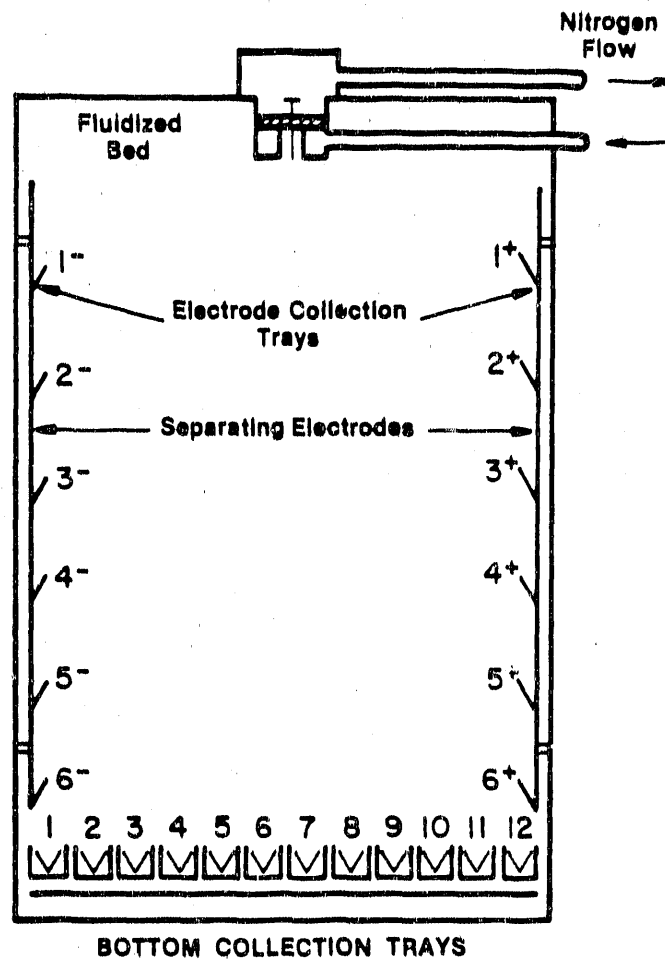 Nitrogen
Flow
Fluidized
Bed
1- 1+
Electrode Collection
Trays
2- 2+
Separating Electrodes
3- 3+
4- 4+
5- 5+
6- 6+
1 2 3 4 5 6 7 8 9 10 11 12
BOTTOM COLLECTION TRAYS